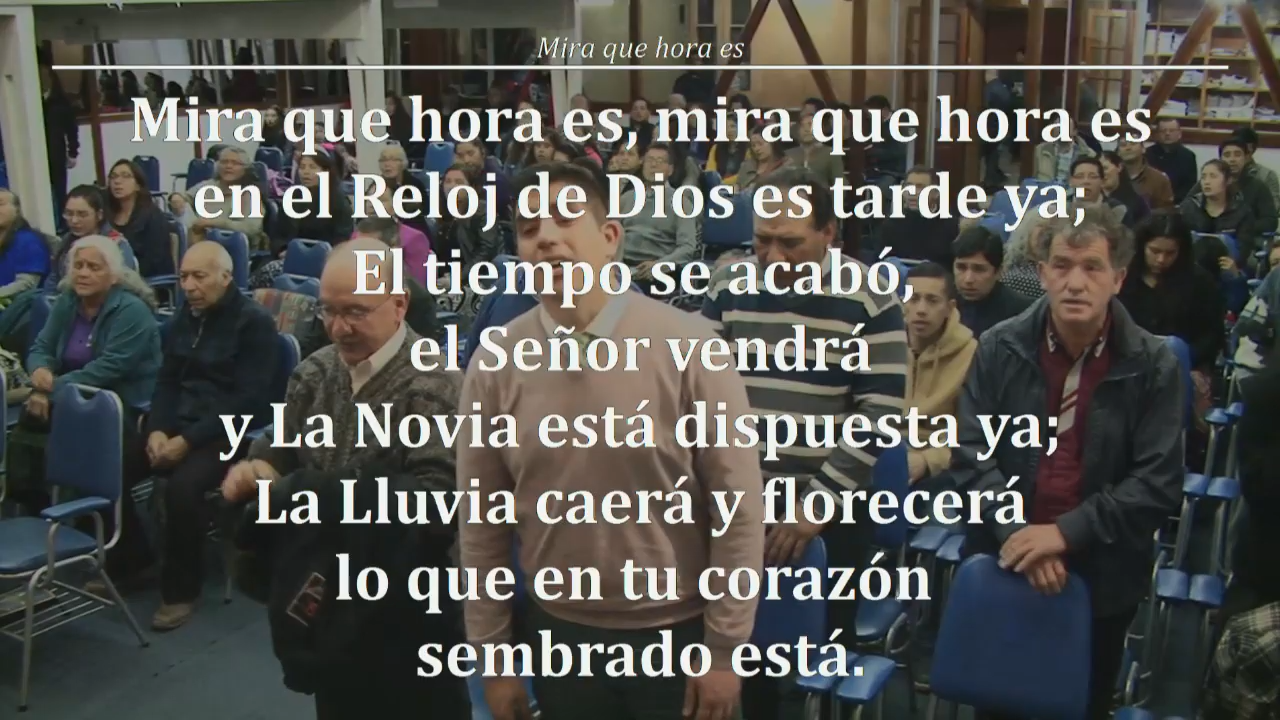 Mira que hora es
Mira que hora es, mira que hora es
en el Reloj de Dios es tarde ya;
El tiempo se acabó,
el Señor vendrá
y La Novia está dispuesta ya;
La Lluvia caerá y florecerá
lo que en tu corazón
sembrado está.